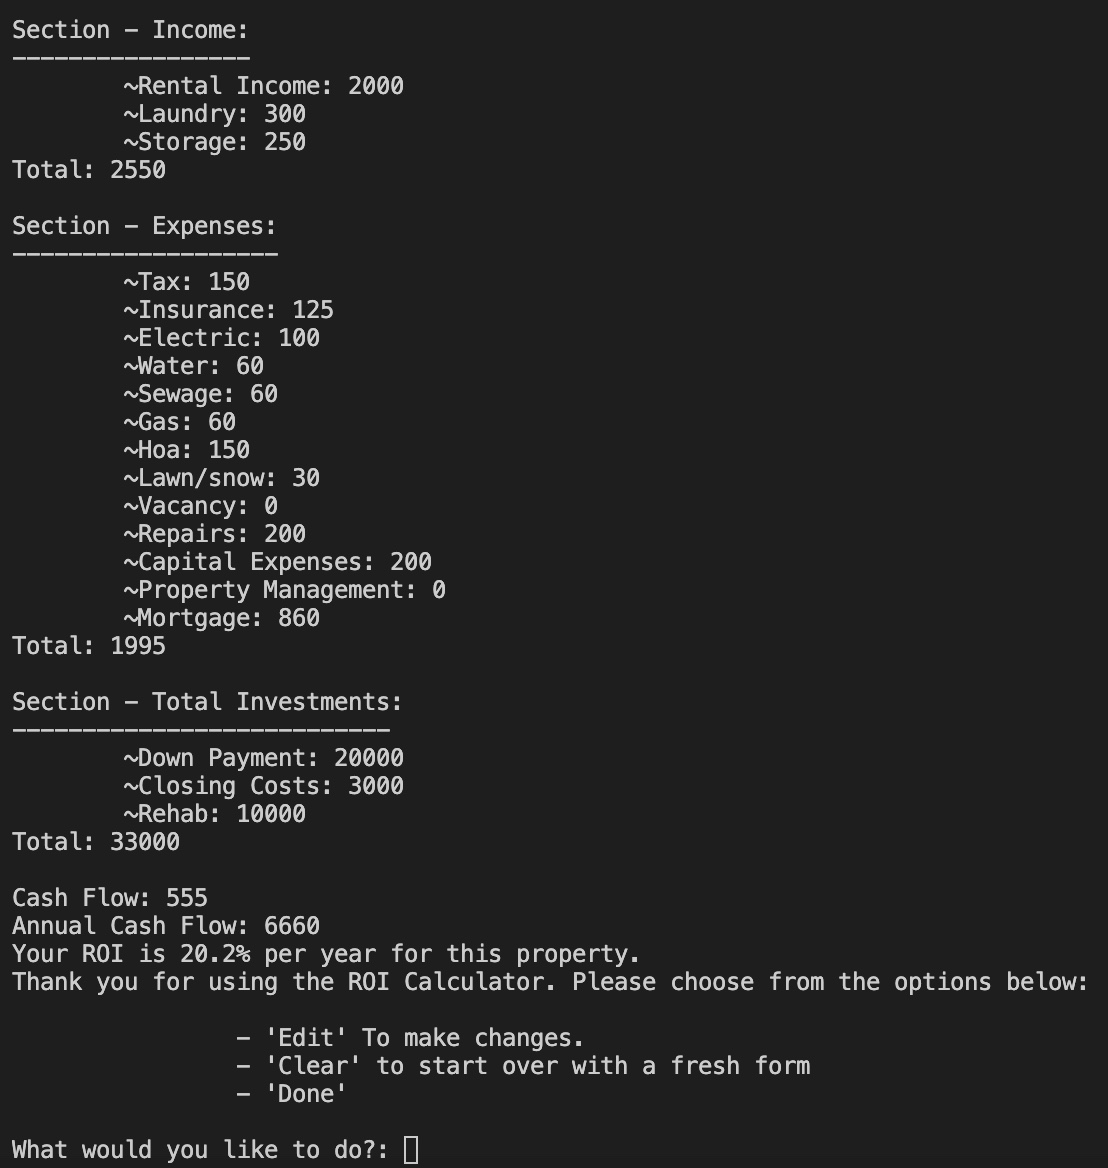 Section - Income:
-----------------
~Rental Income: 2000
~Laundry: 300
~Storage: 250
Total: 2550
Section - Expenses:
-------------------
~Tax: 150
~Insurance: 125
~Electric: 100
~Water: 60
~Sewage: 60
~Gas: 60
~Hoa: 150
~Lawn/snow: 30
~Vacancy: 0
~Repairs: 200
~Capital Expenses: 200
~Property Management: 0
~Mortgage: 860
Total: 1995
Section - Total Investments:
---------------------------
~Down Payment: 20000
~Closing Costs: 3000
~Rehab: 10000
Total: 33000
Cash Flow: 555
Annual Cash Flow: 6660
Your ROI is 20.2% per year for this property.
Thank you for using the ROI Calculator. Please choose from the options below:
- 'Edit' To make changes.
- 'Clear' to start over with a fresh form
- 'Done'
What would you like to do?: